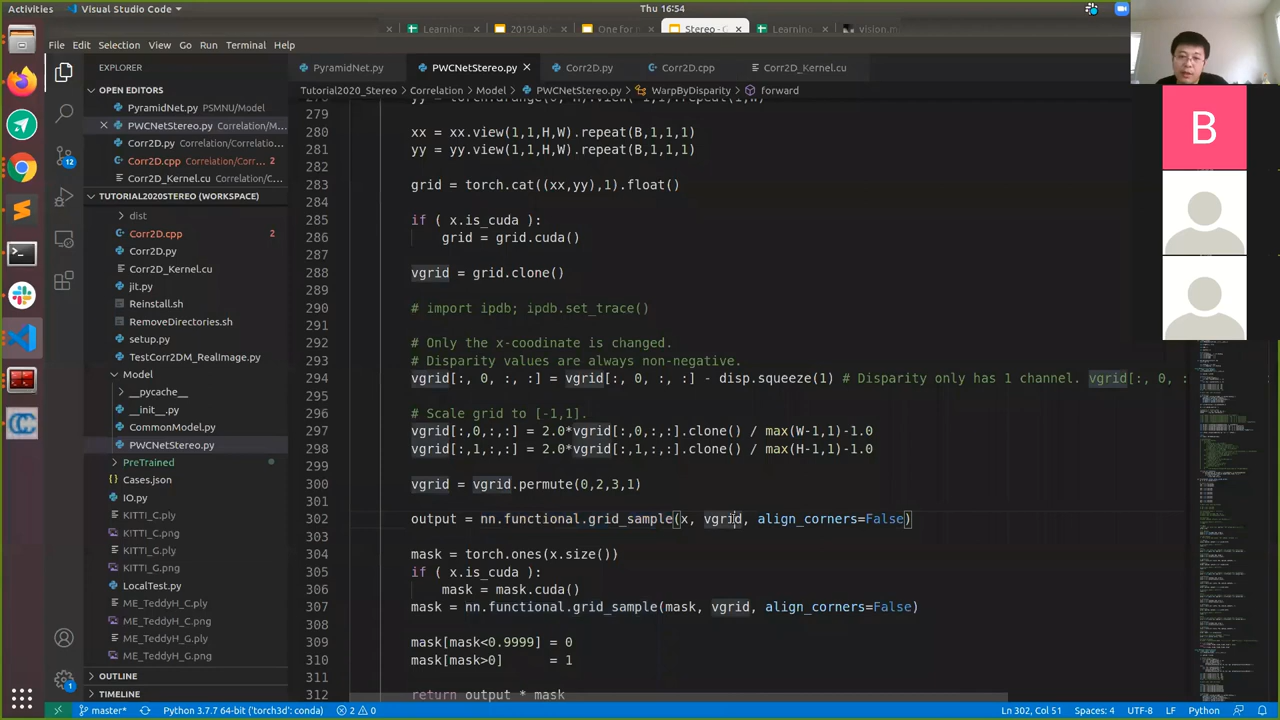 Visual Studio Code
Thu 16:54
Learning
2019Lab
One for n
Stereo - C
Learning
vision.m
File Edit Selection View Go Run Terminal Help
EXPLORER
PyramidNet.py
PWCNetStereo.py
Corr2D.py
Corr2D.cpp
Corr2D_Kernel.cu
OPEN EDITORS
Tutorial2020_Stereo > Correlation > Model > PWCNetStereo.py > WarpByDisparity > forward
PyramidNet.py PSMNU/Model
PWCNetStereo.py Correlation/M...
Corr2D.py Correlation/Correlatio...
Corr2D.cpp Correlation/Corr... 2
Corr2D_Kernel.cu Correlation/C...
TUTORIAL2020STEREO (WORKSPACE)
dist
Corr2D.cpp 2
Corr2D.py
Corr2D_Kernel.cu
jit.py
Reinstall.sh
RemoveDirectories.sh
setup.py
TestCorr2DM_RealImage.py
Model
__pycache__
__init__.py
CommonModel.py
PWCNetStereo.py
PreTrained
Cases.json
IO.py
KITTI_C.ply
KITTI_C.png
KITTI_G.ply
KITTI_G.png
LocalTest.py
ME_TeddyH_C.ply
ME_TeddyH_C.png
ME_TeddyH_G.ply
ME_TeddyH_G.png
OUTLINE
TIMELINE
279
280 xx = xx.view(1,1,H,W).repeat(B,1,1,1)
281 yy = yy.view(1,1,H,W).repeat(B,1,1,1)
282
283 grid = torch.cat((xx,yy),1).float()
284
285 if ( x.is_cuda ):
286 grid = grid.cuda()
287
288 vgrid = grid.clone()
289
290 # import ipdb; ipdb.set_trace()
291
292 # Only the x-coodinate is changed.
293 # Disparity values are always non-negative.
294 vgrid[:, 0, :, :] = vgrid[:, 0, :, :] - disp.squeeze(1) # Disparity only has 1 channel. vgrid[:, 0, :
295
296 # Scale grid to [-1,1].
297 vgrid[:,0,:,:] = 2.0*vgrid[:,0,:,:].clone() / max(W-1,1)-1.0
298 vgrid[:,1,:,:] = 2.0*vgrid[:,1,:,:].clone() / max(H-1,1)-1.0
299
300 vgrid = vgrid.permute(0,2,3,1)
301
302 output = nn.functional.grid_sample(x, vgrid, align_corners=False)
303
304 mask = torch.ones(x.size())
305 if ( x.is_cuda ):
306 mask = mask.cuda()
307 mask = nn.functional.grid_sample(mask, vgrid, align_corners=False)
308
309 = 0
310 = 1
311
312 return output * mask
B
12
1
master* Python 3.7.7 64-bit ('torch3d': conda) 2 0 Ln 302, Col 51 Spaces: 4 UTF-8 LF Python